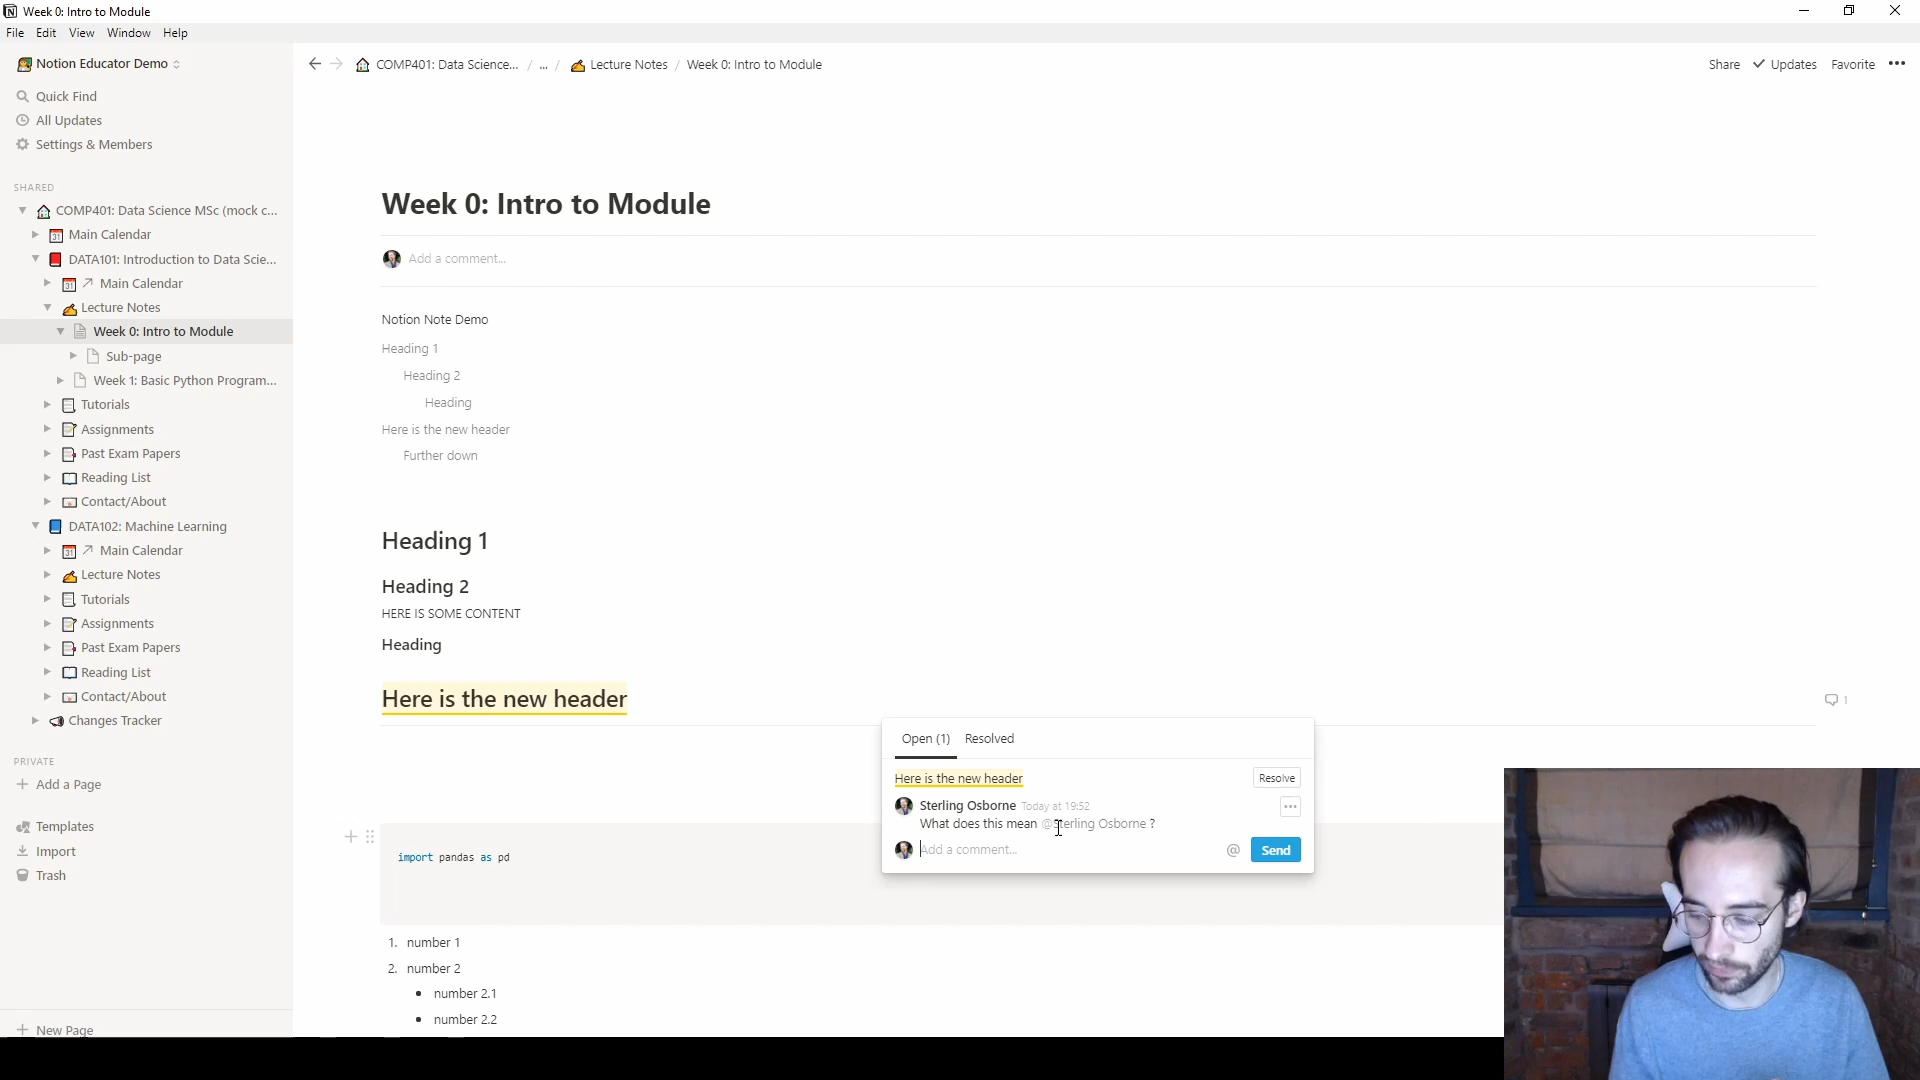 Week 0: Intro to Module
File Edit View Window Help
Notion Educator Demo
Quick Find
All Updates
Settings & Members
SHARED
COMP401: Data Science MSc (mock c...
Main Calendar
DATA101: Introduction to Data Scie...
Main Calendar
Lecture Notes
Week 0: Intro to Module
Sub-page
Week 1: Basic Python Program...
Tutorials
Assignments
Past Exam Papers
Reading List
Contact/About
DATA102: Machine Learning
Main Calendar
Lecture Notes
Tutorials
Assignments
Past Exam Papers
Reading List
Contact/About
Changes Tracker
PRIVATE
Add a Page
Templates
Import
Trash
New Page
COMP401: Data Science... / ... / Lecture Notes / Week 0: Intro to Module
Share Updates Favorite
Week 0: Intro to Module
Add a comment...
Notion Note Demo
Heading 1
Heading 2
Heading
Here is the new header
Further down
Heading 1
Heading 2
HERE IS SOME CONTENT
Heading
Here is the new header
1
Open (1) Resolved
Here is the new header
Resolve
Sterling Osborne Today at 19:52
What does this mean @Sterling Osborne ?
Add a comment...
@ Send
import pandas as pd
1. number 1
2. number 2
• number 2.1
• number 2.2